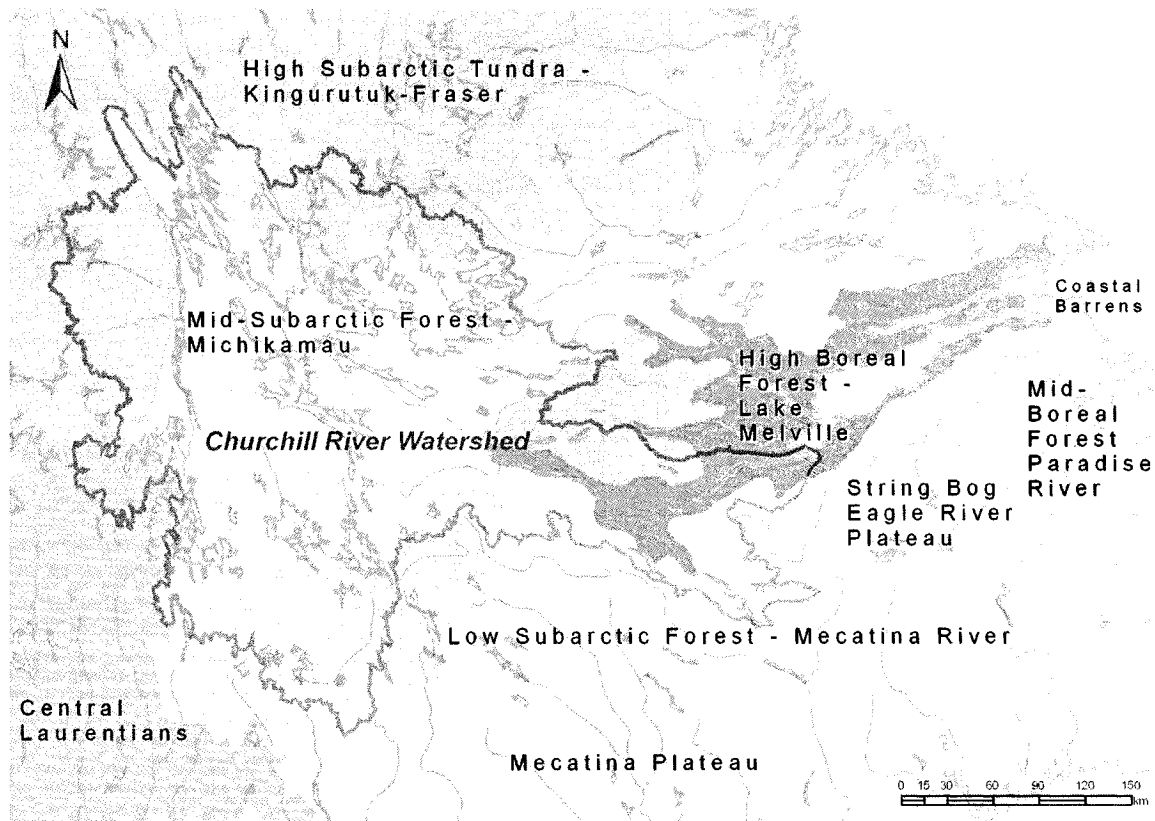 N
High Subarctic Tundra -
Kingurutuk-Fraser
Coastal
Barrens
Mid-Subarctic Forest -
Michikamau
High Boreal
Forest -
Lake
Melville
Mid-
Boreal
Forest
Paradise
River
Churchill River Watershed
String Bog
Eagle River
Plateau
Low Subarctic Forest - Mecatina River
Central
Laurentians
Mecatina Plateau
0 15 30 60 90 120 150
km